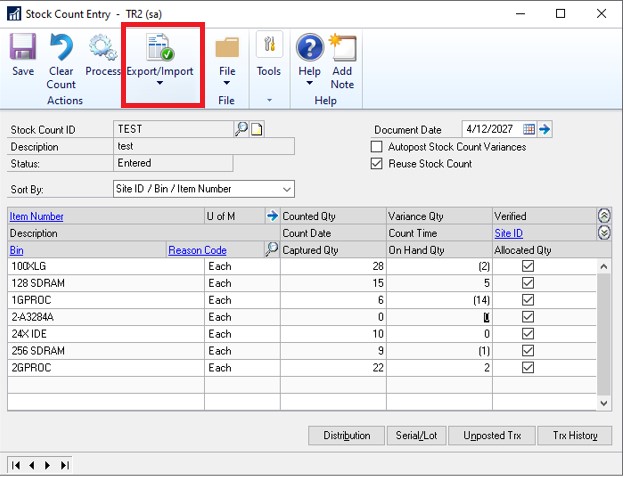 Stock Count Entry - TR2 (sa)
Save Clear Count Process Export/Import File Tools Help Add Note
Actions File Help
Stock Count ID TEST Document Date 4/12/2027
Description test Autopost Stock Count Variances
Status: Entered Reuse Stock Count
Sort By: Site ID / Bin / Item Number
Item Number U of M Counted Qty Variance Qty Verified
Description Count Date Count Time Site ID
Bin Reason Code Captured Qty On Hand Qty Allocated Qty
100XLG Each 28 (2)
128 SDRAM Each 15 5
1GPROC Each 6 (14)
2-A3284A Each 0
24X IDE Each 10 0
256 SDRAM Each 9 (1)
2GPROC Each 22 2
Distribution Serial/Lot Unposted Trx Trx History